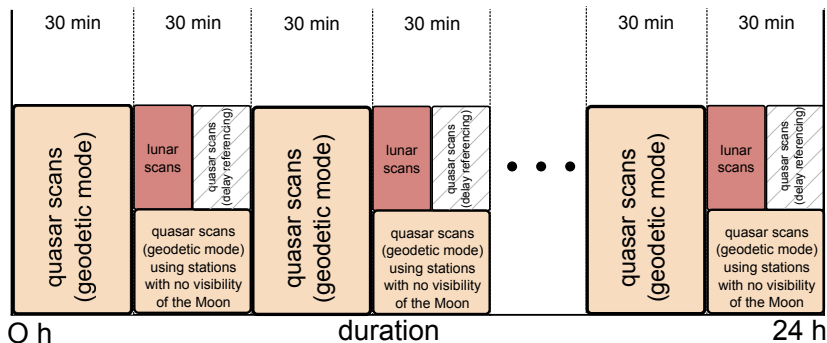 30 min
30 min
30 min
30 min
30 min
30 min
quasar scans
(geodetic mode)
lunar
scans
quasar scans
(delay referencing)
quasar scans
(geodetic mode)
using stations
with no visibility
of the Moon
quasar scans
(geodetic mode)
lunar
scans
quasar scans
(delay referencing)
quasar scans
(geodetic mode)
using stations
with no visibility
of the Moon
quasar scans
(geodetic mode)
lunar
scans
quasar scans
(delay referencing)
quasar scans
(geodetic mode)
using stations
with no visibility
of the Moon
O h
duration
24 h